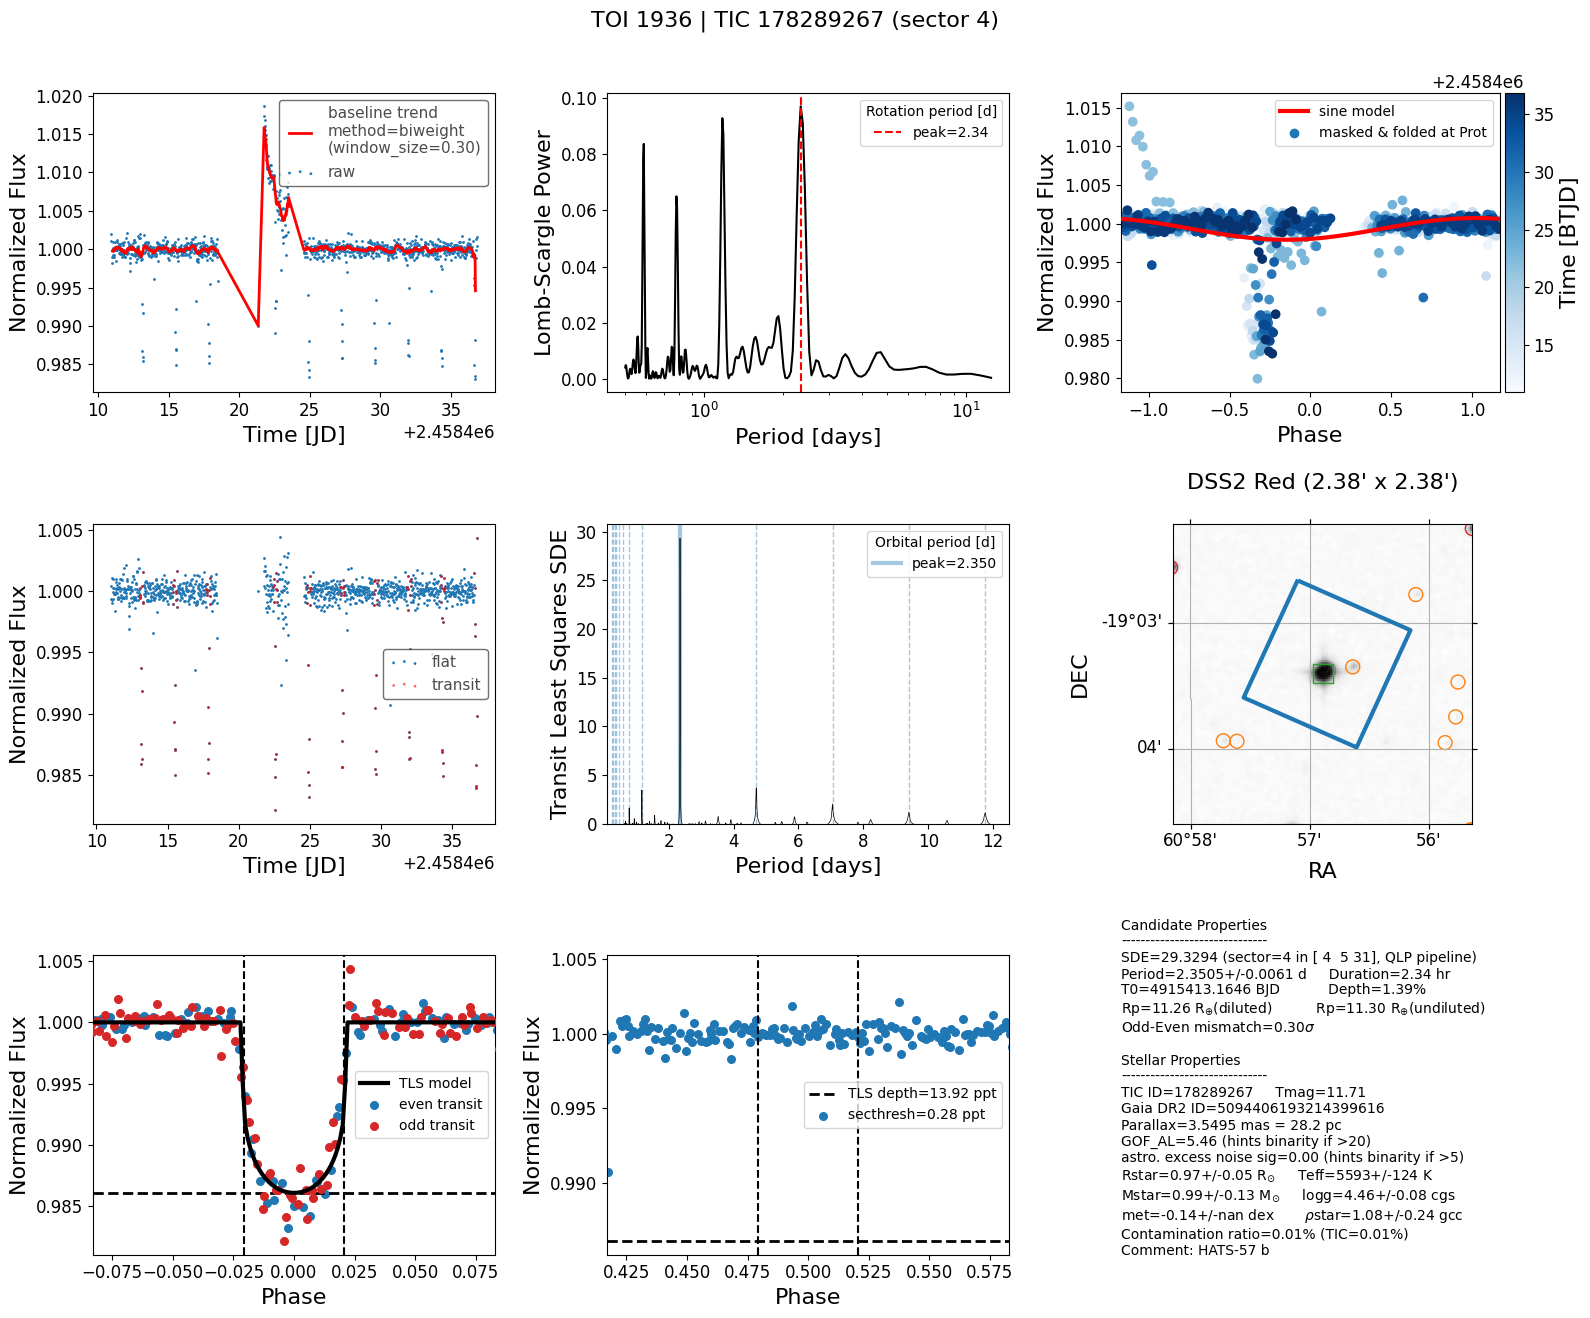 TOI 1936 | TIC 178289267 (sector 4)
1.020
1.015
1.010
1.005
1.000
0.995
0.990
0.985
Normalized Flux
baseline trend
method=biweight
(window_size=0.30)
raw
10 15 20 25 30 35
Time [JD]
+2.4584e6
0.10
0.08
0.06
0.04
0.02
0.00
Lomb-Scargle Power
Rotation period [d]
peak=2.34
10^0 10^1
Period [days]
+2.4584e6
1.015
1.010
1.005
1.000
0.995
0.990
0.985
0.980
Normalized Flux
sine model
masked & folded at Prot
−1.0 −0.5 0.0 0.5 1.0
Phase
35
30
25
20
15
Time [BTJD]
1.005
1.000
0.995
0.990
0.985
Normalized Flux
flat
transit
10 15 20 25 30 35
Time [JD]
+2.4584e6
30
25
20
15
10
5
0
Transit Least Squares SDE
Orbital period [d]
peak=2.350
2 4 6 8 10 12
Period [days]
DSS2 Red (2.38' x 2.38')
-19°03'
04'
DEC
60°58' 57' 56'
RA
1.005
1.000
0.995
0.990
0.985
Normalized Flux
TLS model
even transit
odd transit
−0.075 −0.050 −0.025 0.000 0.025 0.050 0.075
Phase
1.005
1.000
0.995
0.990
Normalized Flux
TLS depth=13.92 ppt
secthresh=0.28 ppt
0.425 0.450 0.475 0.500 0.525 0.550 0.575
Phase
Candidate Properties
------------------------------
SDE=29.3294 (sector=4 in [ 4 5 31], QLP pipeline)
Period=2.3505+/-0.0061 d Duration=2.34 hr
T0=4915413.1646 BJD Depth=1.39%
Rp=11.26 R⊕(diluted) Rp=11.30 R⊕(undiluted)
Odd-Even mismatch=0.30σ
Stellar Properties
------------------------------
TIC ID=178289267 Tmag=11.71
Gaia DR2 ID=5094406193214399616
Parallax=3.5495 mas = 28.2 pc
GOF_AL=5.46 (hints binarity if >20)
astro. excess noise sig=0.00 (hints binarity if >5)
Rstar=0.97+/-0.05 R⊙ Teff=5593+/-124 K
Mstar=0.99+/-0.13 M⊙ logg=4.46+/-0.08 cgs
met=-0.14+/-nan dex ρstar=1.08+/-0.24 gcc
Contamination ratio=0.01% (TIC=0.01%)
Comment: HATS-57 b